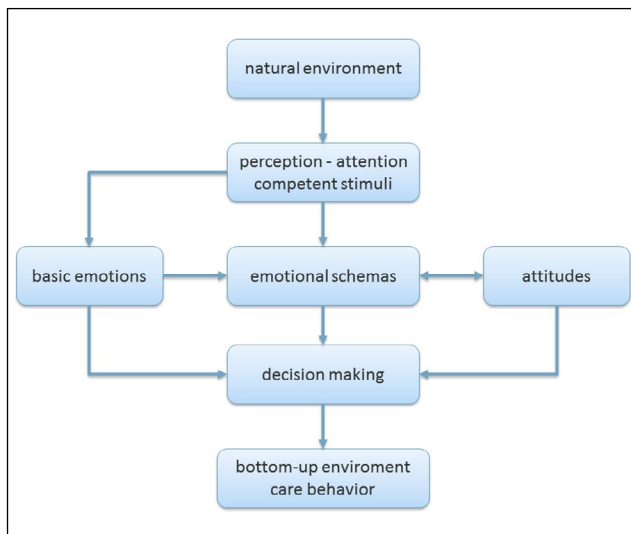 natural environment
perception - attention
competent stimuli
basic emotions
emotional schemas
attitudes
decision making
bottom-up enviroment
care behavior